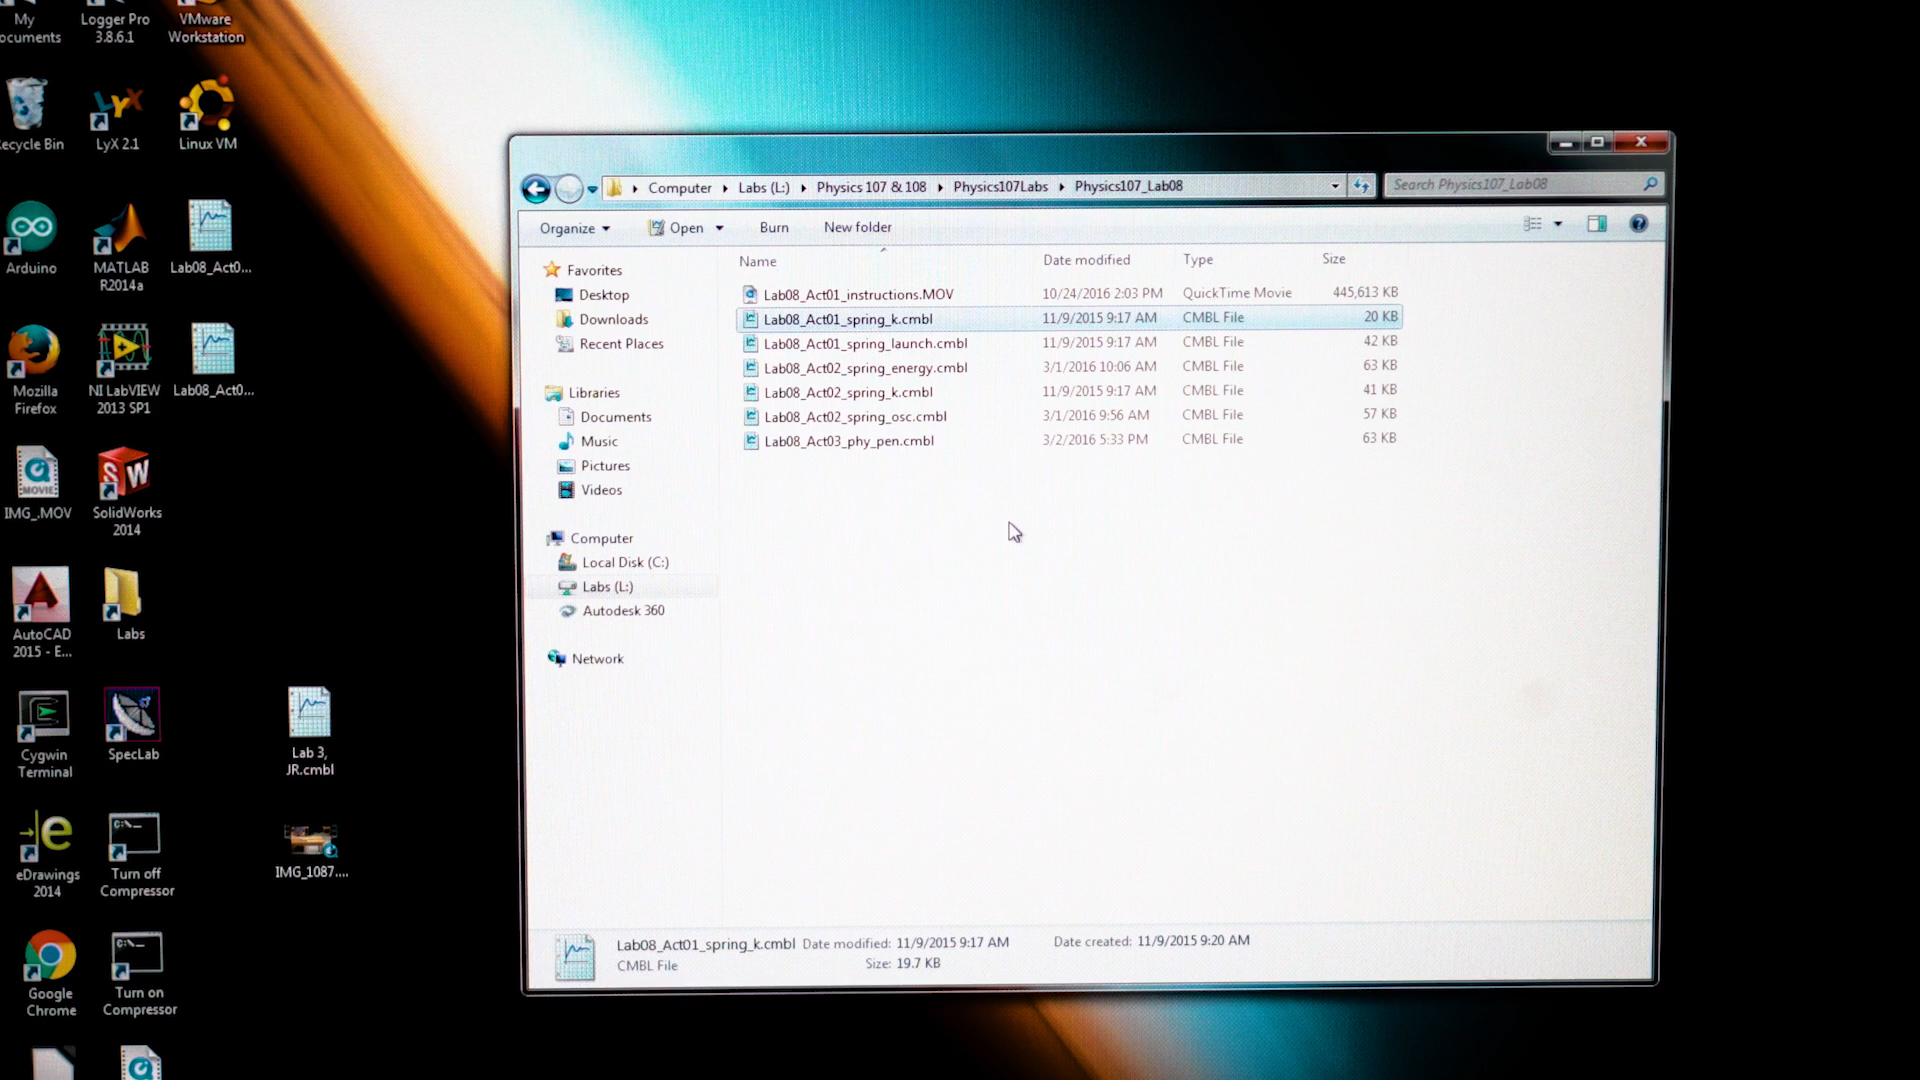 My
ocuments
Logger Pro
3.8.6.1
VMware
Workstation
ecycle Bin
LyX 2.1
Linux VM
Arduino
MATLAB
R2014a
Lab08_Act0...
Mozilla
Firefox
NI LabVIEW
2013 SP1
Lab08_Act0...
MOVIE
IMG_.MOV
SolidWorks
2014
AutoCAD
2015 - E...
Labs
Cygwin
Terminal
SpecLab
Lab 3,
JR.cmbl
eDrawings
2014
Turn off
Compressor
IMG_1087....
Google
Chrome
Turn on
Compressor
Computer Labs (L:) Physics 107 & 108 Physics107Labs Physics107_Lab08
Search Physics107_Lab08
Organize Open Burn New folder
Favorites
Desktop
Downloads
Recent Places
Libraries
Documents
Music
Pictures
Videos
Computer
Local Disk (C:)
Labs (L:)
Autodesk 360
Network
Name Date modified Type Size
Lab08_Act01_instructions.MOV 10/24/2016 2:03 PM QuickTime Movie 445,613 KB
Lab08_Act01_spring_k.cmbl 11/9/2015 9:17 AM CMBL File 20 KB
Lab08_Act01_spring_launch.cmbl 11/9/2015 9:17 AM CMBL File 42 KB
Lab08_Act02_spring_energy.cmbl 3/1/2016 10:06 AM CMBL File 63 KB
Lab08_Act02_spring_k.cmbl 11/9/2015 9:17 AM CMBL File 41 KB
Lab08_Act02_spring_osc.cmbl 3/1/2016 9:56 AM CMBL File 57 KB
Lab08_Act03_phy_pen.cmbl 3/2/2016 5:33 PM CMBL File 63 KB
Lab08_Act01_spring_k.cmbl Date modified: 11/9/2015 9:17 AM Date created: 11/9/2015 9:20 AM
CMBL File Size: 19.7 KB